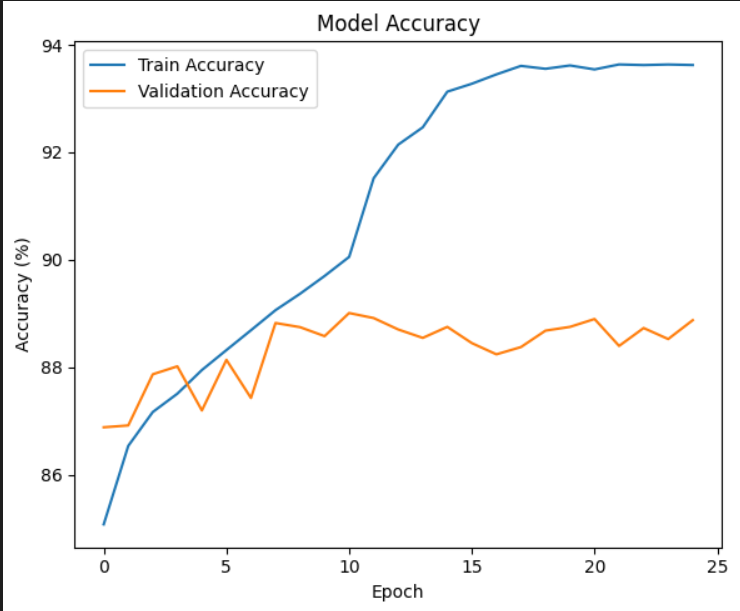 Model Accuracy
Train Accuracy
Validation Accuracy
94
92
90
88
86
Accuracy (%)
0 5 10 15 20 25
Epoch